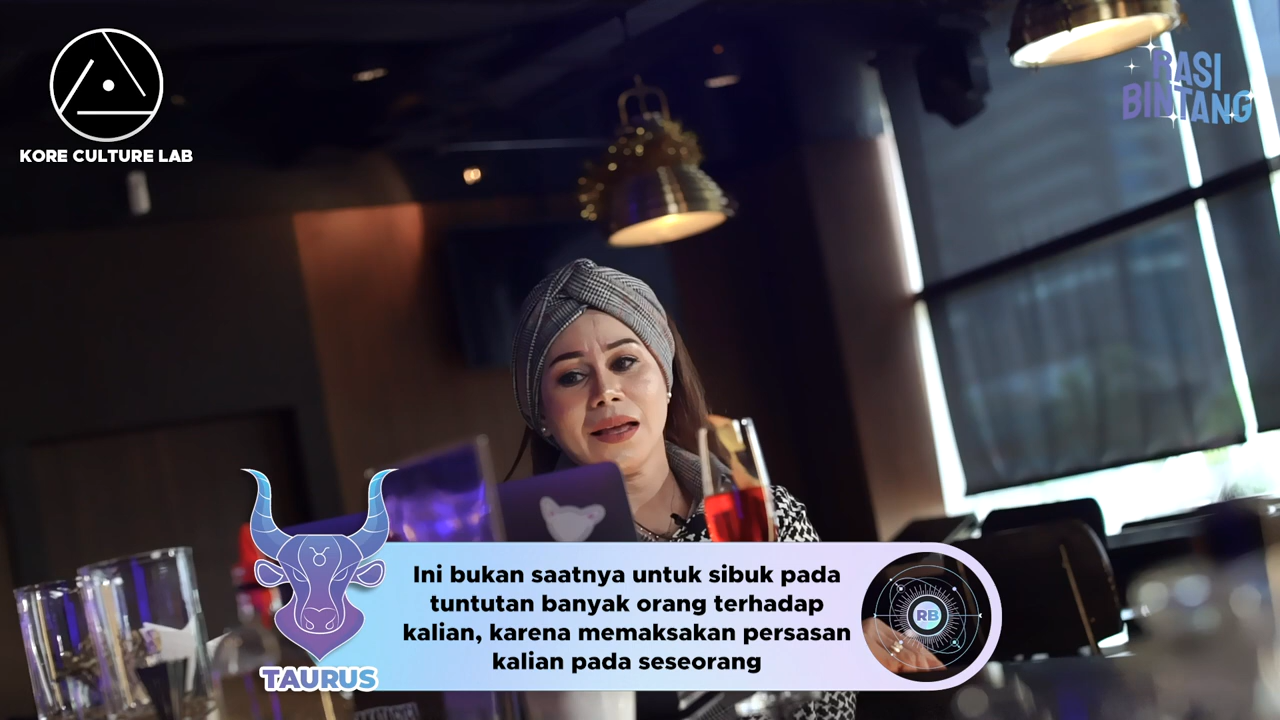 KORE CULTURE LAB
RASI
BINTANG
Ini bukan saatnya untuk sibuk pada
tuntutan banyak orang terhadap
kalian, karena memaksakan persasan
kalian pada seseorang
RB
TAURUS